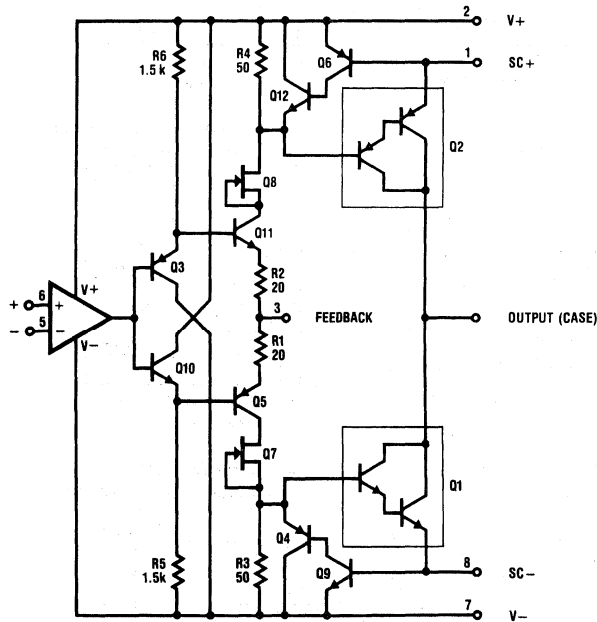 2 V+
R6
1.5 k
R4
50
Q6
1 SC+
Q12
Q2
Q8
Q11
Q3
R2
20
V+
+ 6 +
3 FEEDBACK
OUTPUT (CASE)
- 5 -
V-
R1
20
Q10
Q5
Q7
Q1
Q4
R5
1.5k
R3
50
Q9
8 SC-
7 V-